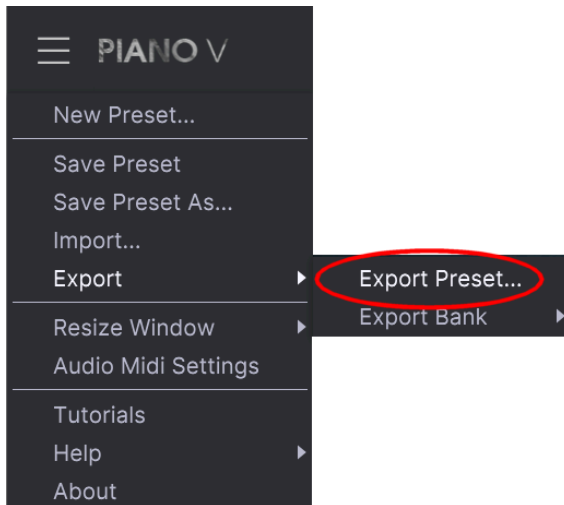 PIANO V
New Preset...
Save Preset
Save Preset As...
Import...
Export
Export Preset...
Export Bank
Resize Window
Audio Midi Settings
Tutorials
Help
About